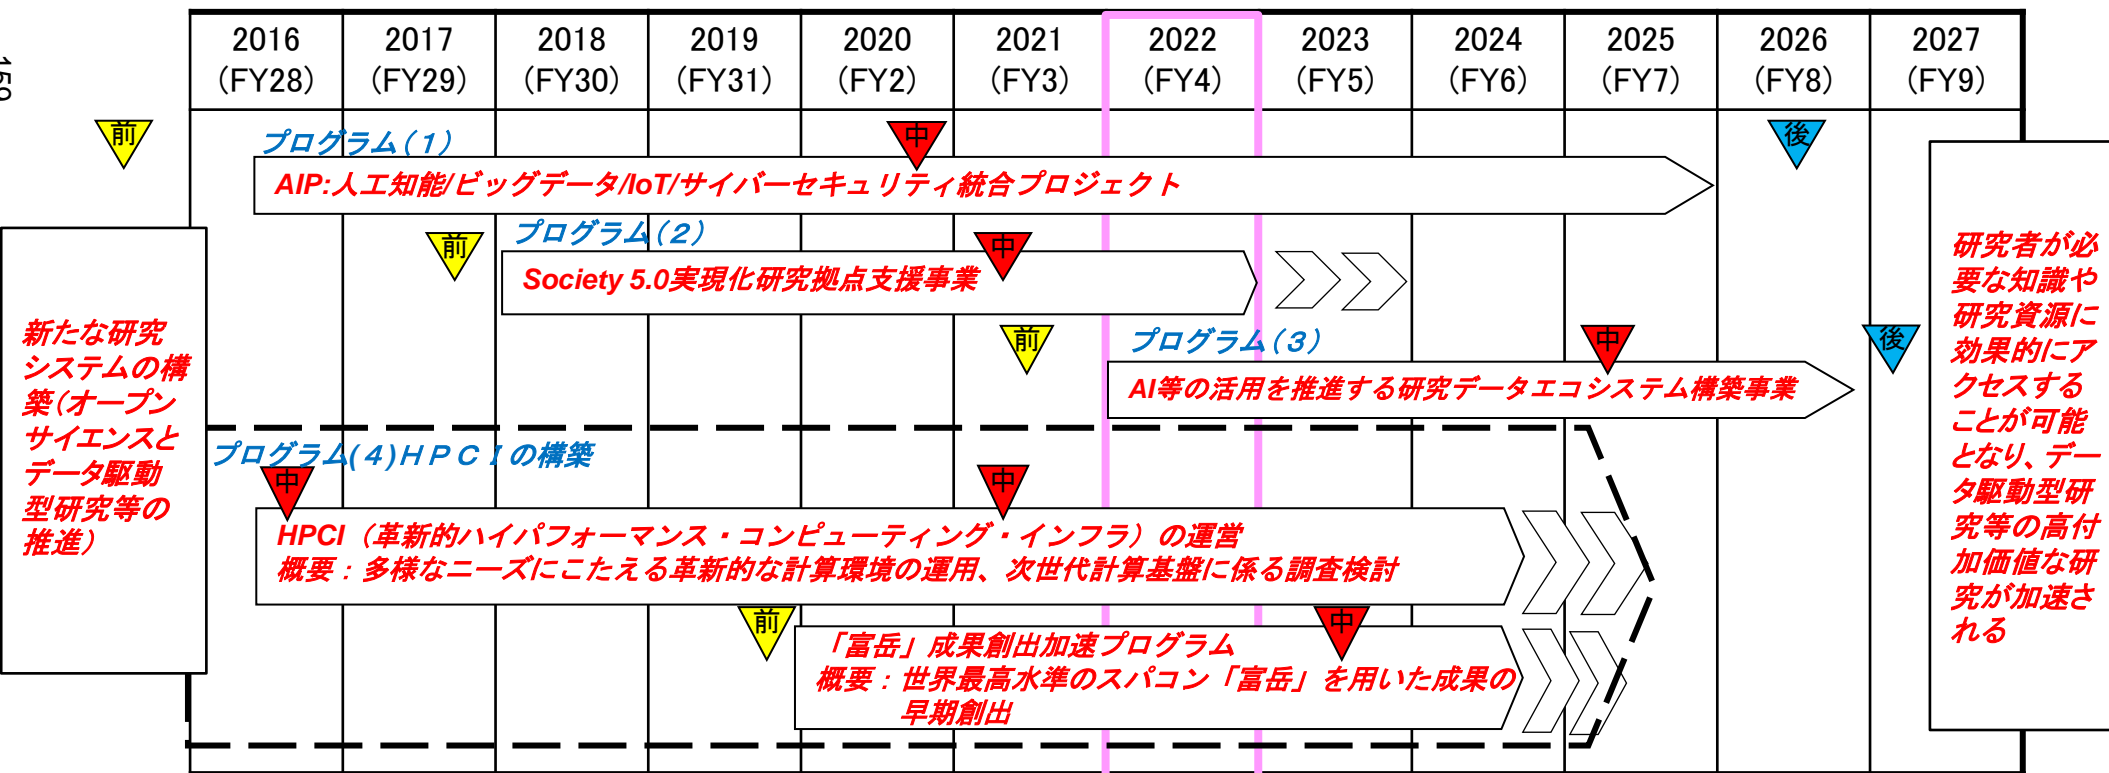 159
2016
(FY28)
2017
(FY29)
2018
(FY30)
2019
(FY31)
2020
(FY2)
2021
(FY3)
2022
(FY4)
2023
(FY5)
2024
(FY6)
2025
(FY7)
2026
(FY8)
2027
(FY9)
前
プログラム(1)
中
後
AIP:人工知能/ビッグデータ/IoT/サイバーセキュリティ統合プロジェクト
前
プログラム(2)
中
Society 5.0実現化研究拠点支援事業
前
プログラム(3)
中
後
AI等の活用を推進する研究データエコシステム構築事業
新たな研究
システムの構
築(オープン
サイエンスと
データ駆動
型研究等の
推進)
プログラム(4)HPCIの構築
中
中
HPCI(革新的ハイパフォーマンス・コンピューティング・インフラ)の運営
概要:多様なニーズにこたえる革新的な計算環境の運用、次世代計算基盤に係る調査検討
前
中
「富岳」成果創出加速プログラム
概要:世界最高水準のスパコン「富岳」を用いた成果の
早期創出
研究者が必
要な知識や
研究資源に
効果的にア
クセスする
ことが可能
となり、デー
タ駆動型研
究等の高付
加価値な研
究が加速さ
れる